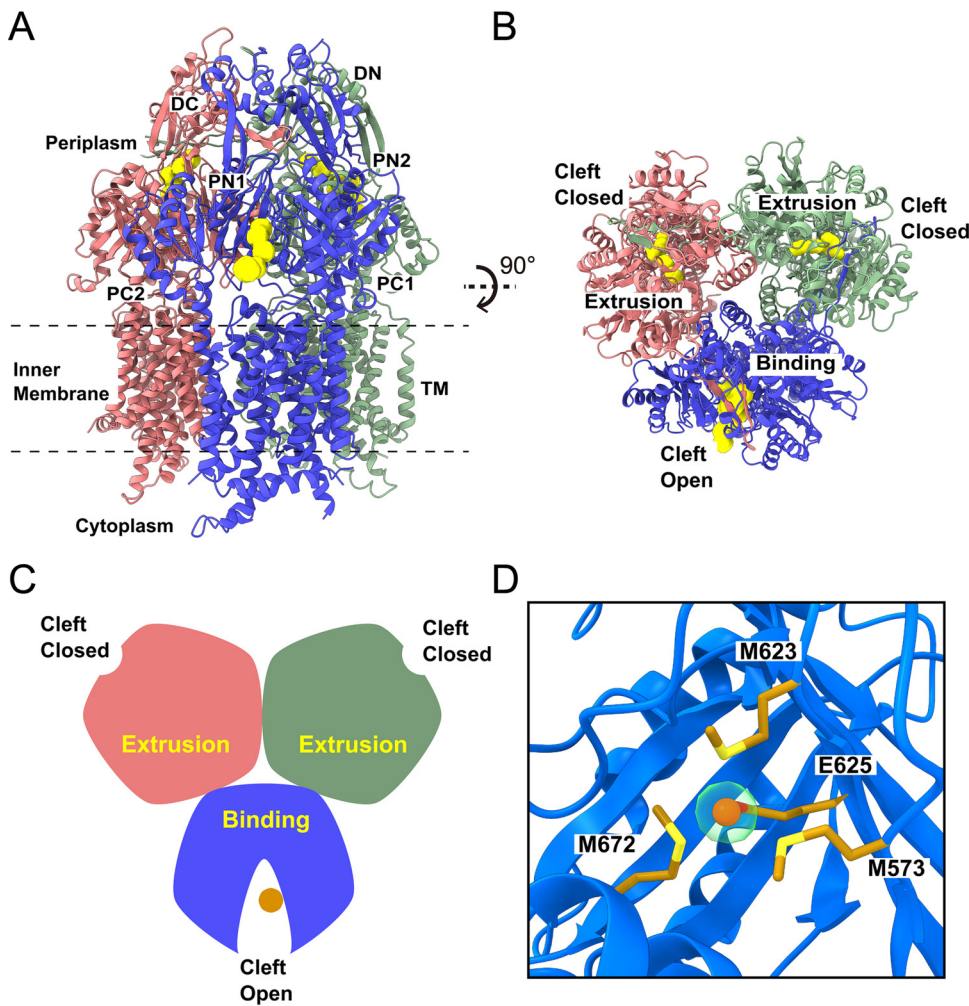 A
DN
DC
Periplasm
PN2
PN1
PC2
PC1
Inner
Membrane
TM
Cytoplasm
90°
B
Cleft
Closed
Extrusion
Cleft
Closed
Extrusion
Binding
Cleft
Open
C
Cleft
Closed
Cleft
Closed
Extrusion
Extrusion
Binding
Cleft
Open
D
M623
E625
M672
M573